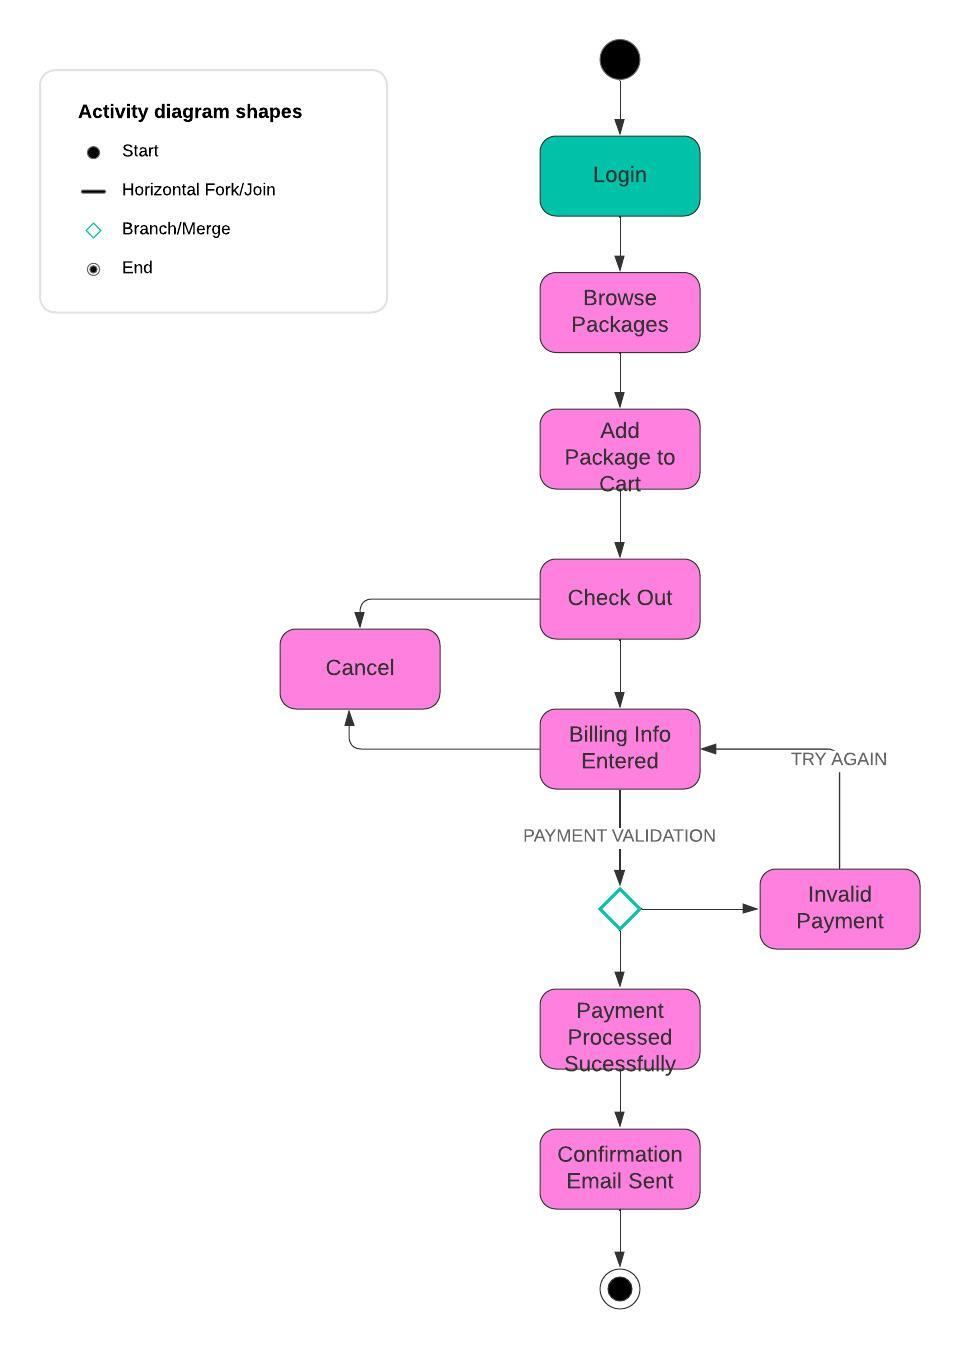 Activity diagram shapes
Start
Horizontal Fork/Join
Branch/Merge
End
Login
Browse
Packages
Add
Package to
Cart
Check Out
Cancel
Billing Info
Entered
TRY AGAIN
PAYMENT VALIDATION
Invalid
Payment
Payment
Processed
Sucessfully
Confirmation
Email Sent